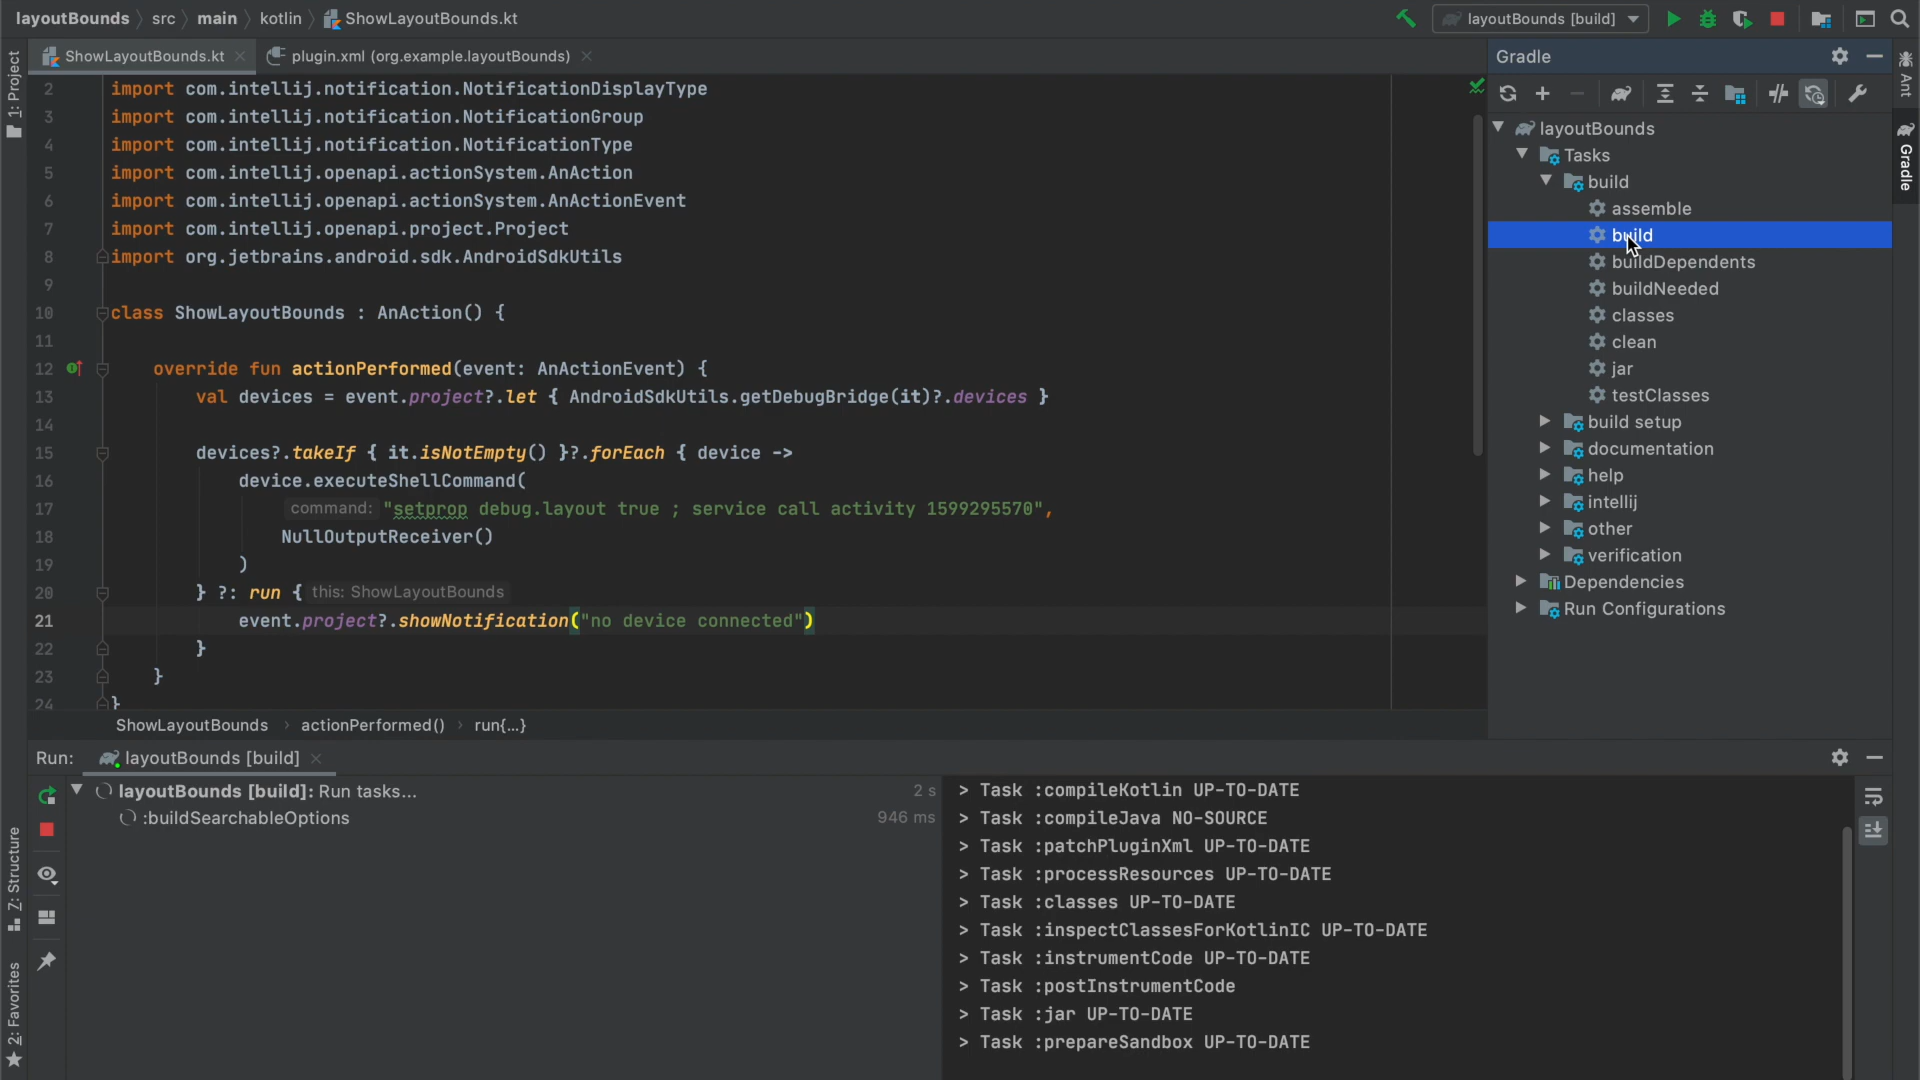 layoutBounds src main kotlin ShowLayoutBounds.kt
layoutBounds [build]
1: Project
ShowLayoutBounds.kt
plugin.xml (org.example.layoutBounds)
2 import com.intellij.notification.NotificationDisplayType
3 import com.intellij.notification.NotificationGroup
4 import com.intellij.notification.NotificationType
5 import com.intellij.openapi.actionSystem.AnAction
6 import com.intellij.openapi.actionSystem.AnActionEvent
7 import com.intellij.openapi.project.Project
8 import org.jetbrains.android.sdk.AndroidSdkUtils
9
10 class ShowLayoutBounds : AnAction() {
11
12 override fun actionPerformed(event: AnActionEvent) {
13 val devices = event.project?.let { AndroidSdkUtils.getDebugBridge(it)?.devices }
14
15 devices?.takeIf { it.isNotEmpty() }?.forEach { device ->
16 device.executeShellCommand(
17 command: "setprop debug.layout true ; service call activity 1599295570",
18 NullOutputReceiver()
19 )
20 } ?: run { this: ShowLayoutBounds
21 event.project?.showNotification("no device connected")
22 }
23 }
24 }
ShowLayoutBounds actionPerformed() run{...}
Gradle
layoutBounds
Tasks
build
assemble
build
buildDependents
buildNeeded
classes
clean
jar
testClasses
build setup
documentation
help
intellij
other
verification
Dependencies
Run Configurations
Ant
Gradle
Run: layoutBounds [build]
layoutBounds [build]: Run tasks... 2 s
:buildSearchableOptions 946 ms
> Task :compileKotlin UP-TO-DATE
> Task :compileJava NO-SOURCE
> Task :patchPluginXml UP-TO-DATE
> Task :processResources UP-TO-DATE
> Task :classes UP-TO-DATE
> Task :inspectClassesForKotlinIC UP-TO-DATE
> Task :instrumentCode UP-TO-DATE
> Task :postInstrumentCode
> Task :jar UP-TO-DATE
> Task :prepareSandbox UP-TO-DATE
Z: Structure
2: Favorites